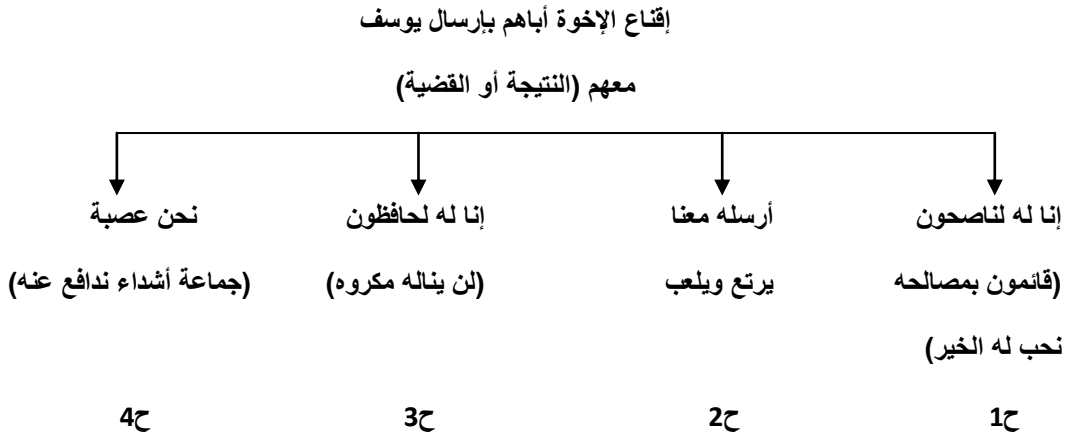 إقناع الإخوة أباهم بإرسال يوسف
معهم (النتيجة أو القضية)
إنا له لناصحون
(قائمون بمصالحه
نحب له الخير)
ح1
أرسله معنا
يرتع ويلعب
ح2
إنا له لحافظون
(لن يناله مكروه)
ح3
نحن عصبة
(جماعة أشداء ندافع عنه)
ح4